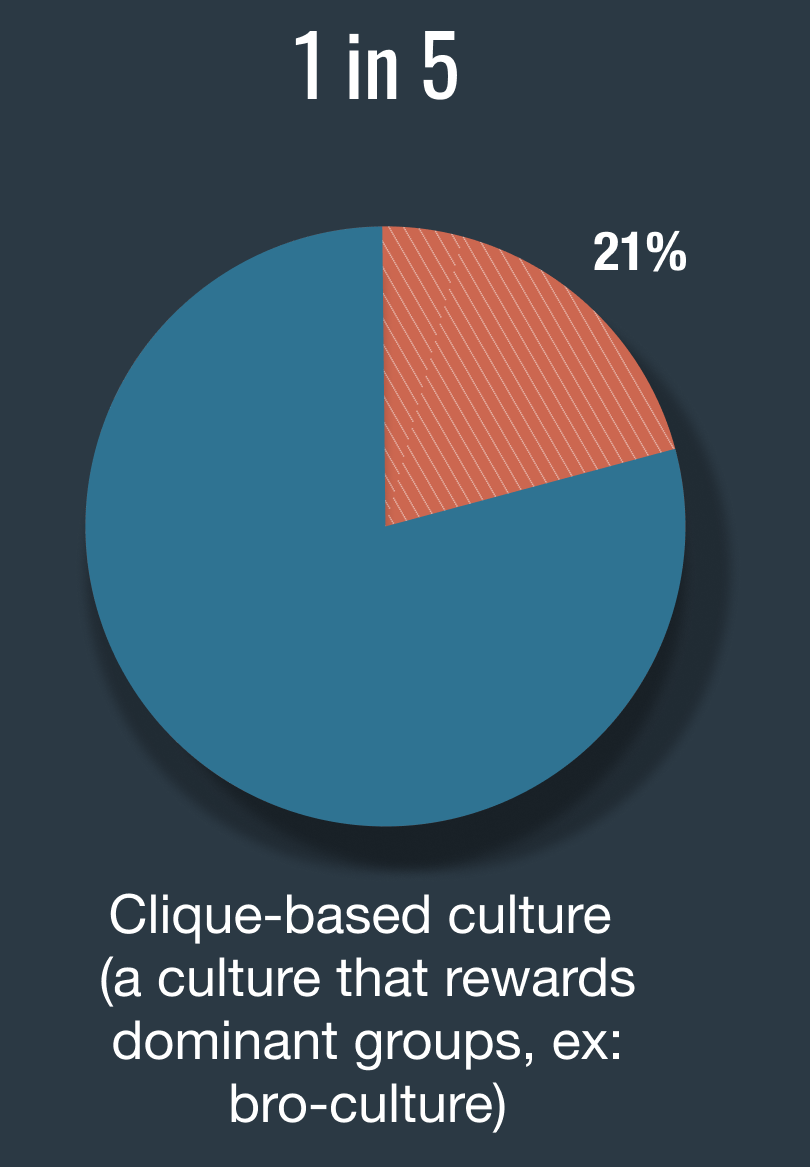 1 in 5
21%
Clique-based culture
(a culture that rewards
dominant groups, ex:
bro-culture)